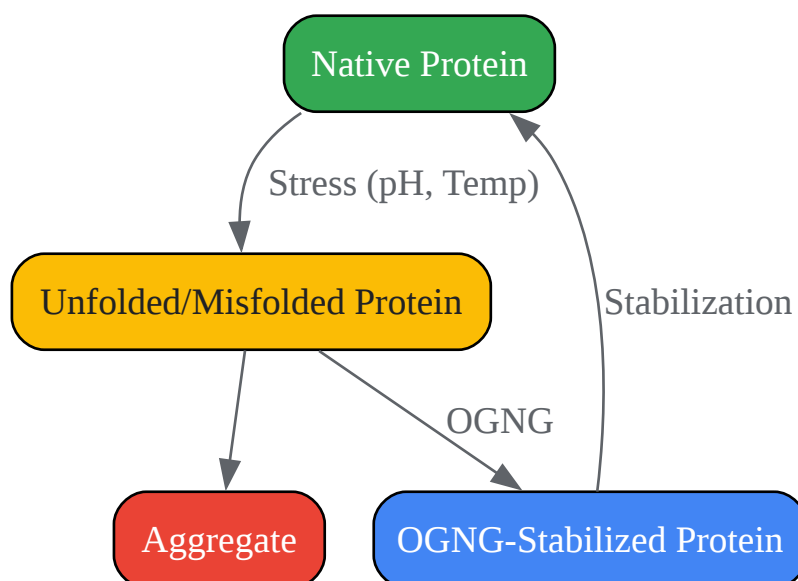 Native Protein
Stress (pH, Temp)
Unfolded/Misfolded Protein
Stabilization
OGNG
Aggregate
OGNG-Stabilized Protein